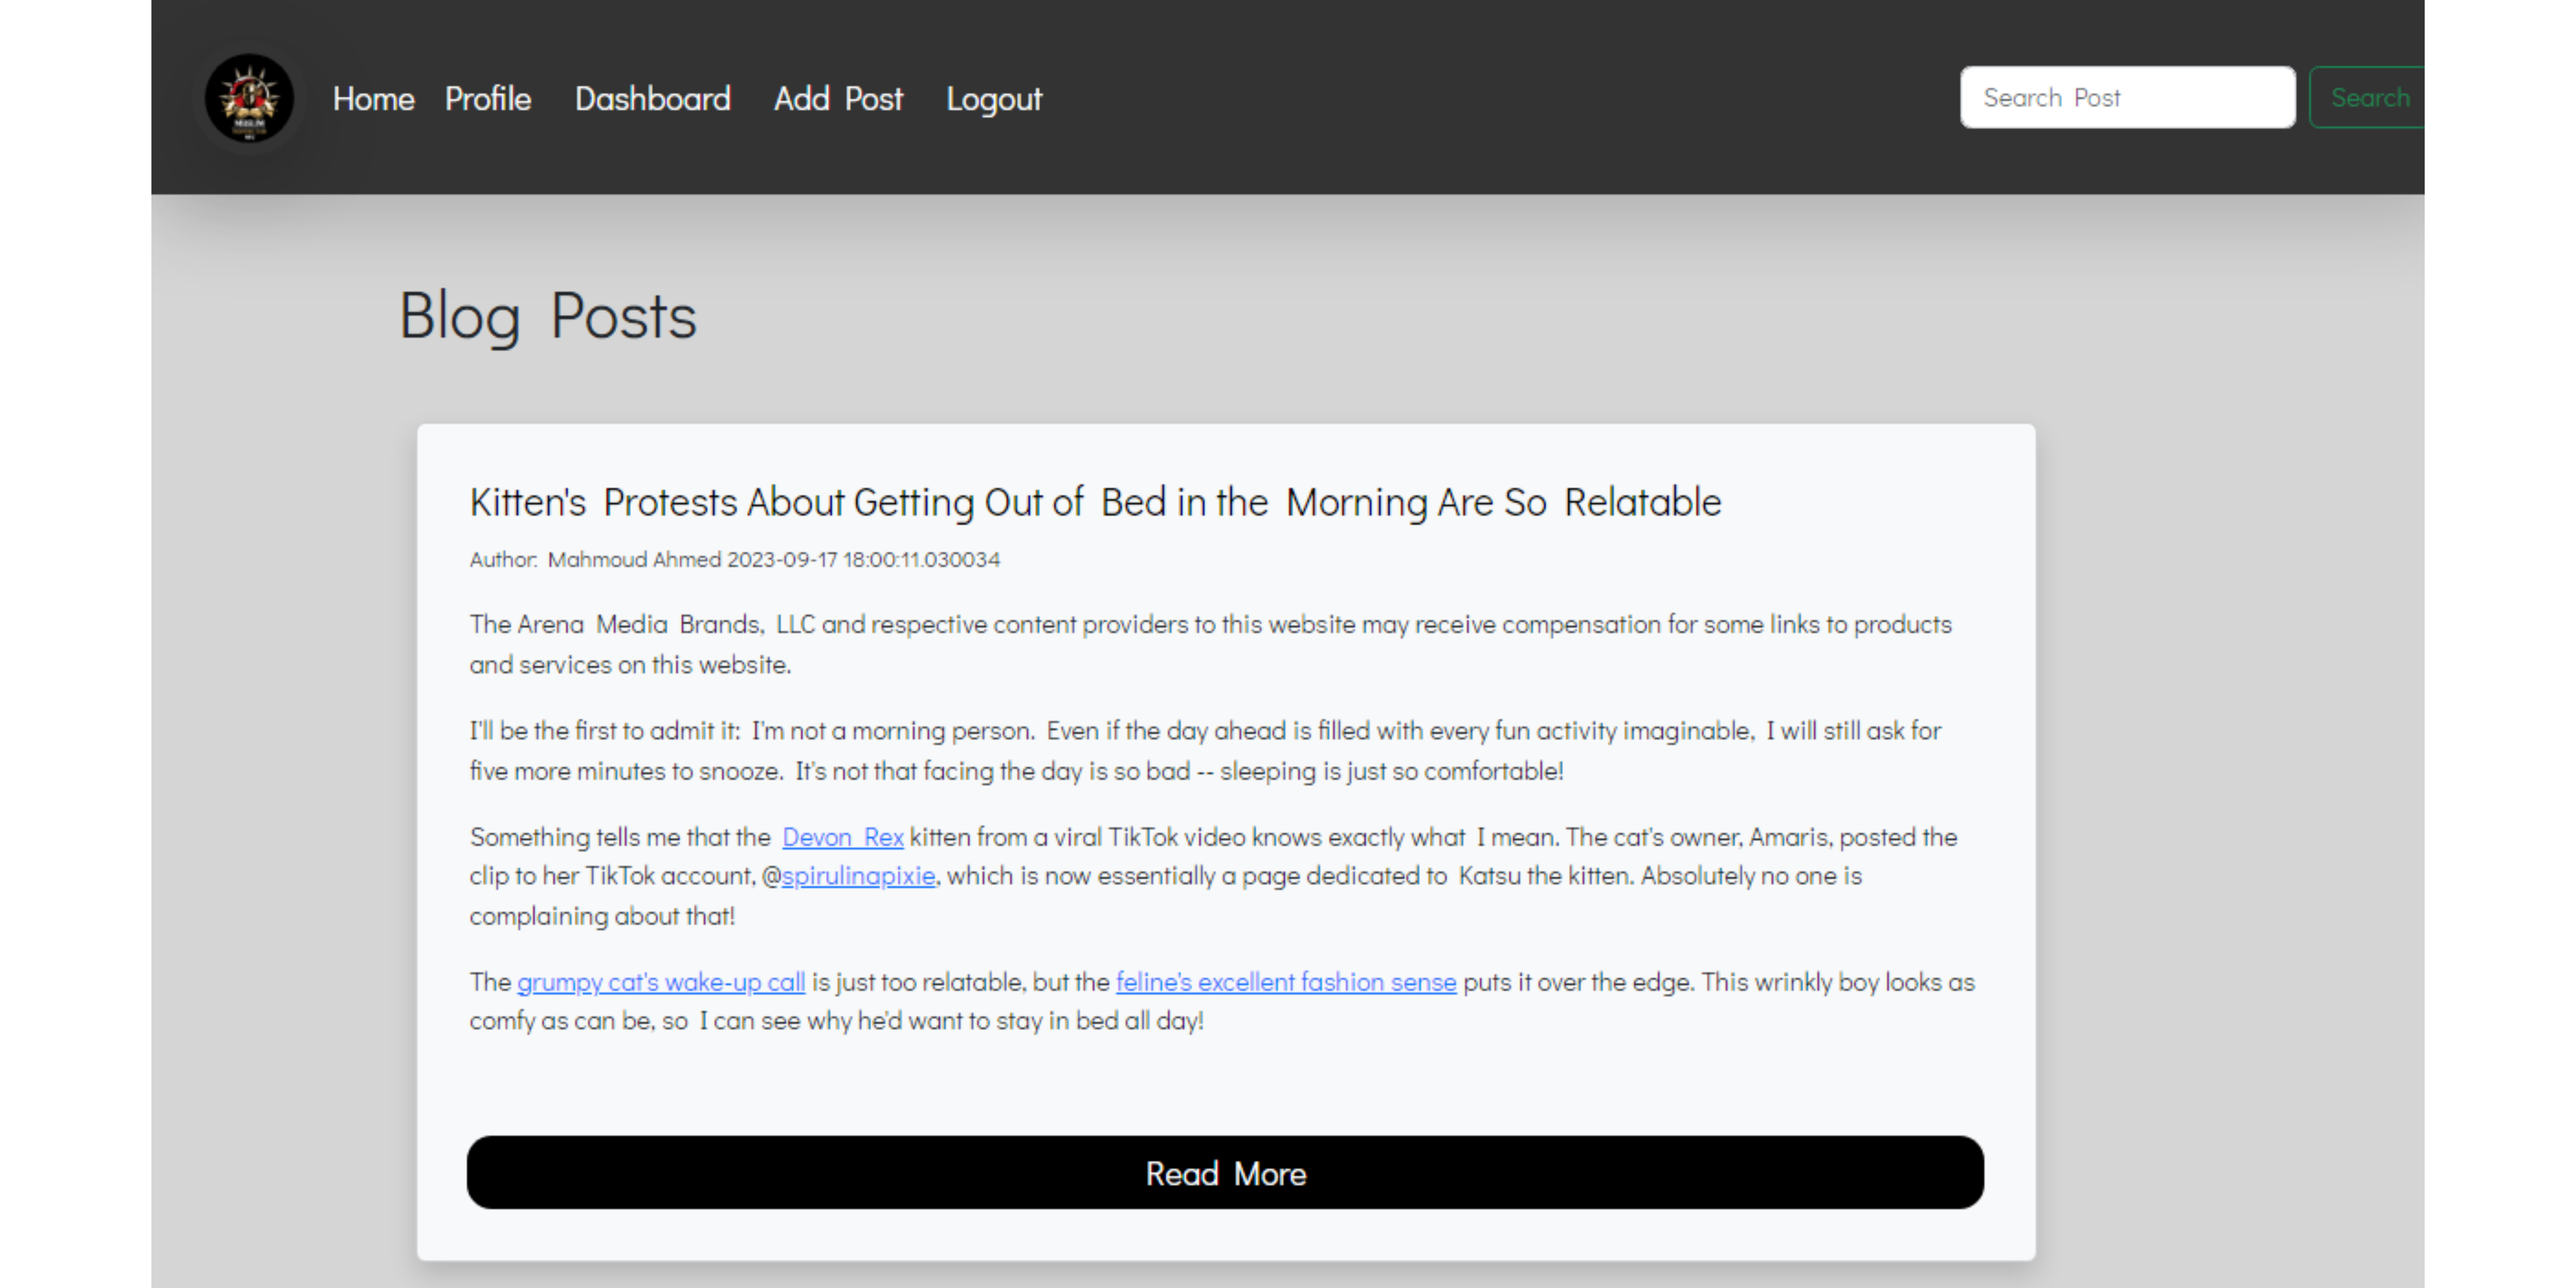 Home Profile Dashboard Add Post Logout Search Post Search
Blog Posts
Kitten's Protests About Getting Out of Bed in the Morning Are So Relatable
Author: Mahmoud Ahmed 2023-09-17 18:00:11.030034
The Arena Media Brands, LLC and respective content providers to this website may receive compensation for some links to products
and services on this website.
I'll be the first to admit it: I'm not a morning person. Even if the day ahead is filled with every fun activity imaginable, I will still ask for
five more minutes to snooze. It's not that facing the day is so bad -- sleeping is just so comfortable!
Something tells me that the Devon Rex kitten from a viral TikTok video knows exactly what I mean. The cat's owner, Amaris, posted the
clip to her TikTok account, @spirulinapixie, which is now essentially a page dedicated to Katsu the kitten. Absolutely no one is
complaining about that!
The grumpy cat's wake-up call is just too relatable, but the feline's excellent fashion sense puts it over the edge. This wrinkly boy looks as
comfy as can be, so I can see why he'd want to stay in bed all day!
Read More